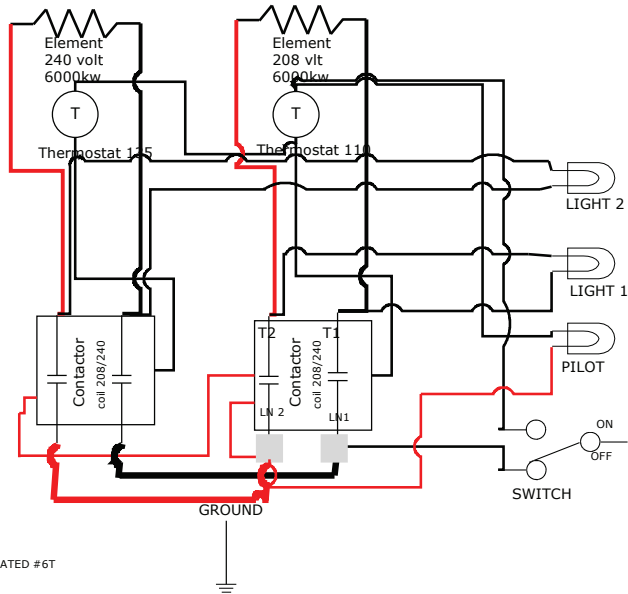 Element
240 volt
6000kw
T
Thermostat 135
Element
208 vlt
6000kw
T
Thermostat 110
LIGHT 2
LIGHT 1
PILOT
Contactor
coil 208/240
T2
T1
Contactor
coil 208/240
LN 2
LN1
ON
OFF
SWITCH
GROUND
ATED #6T